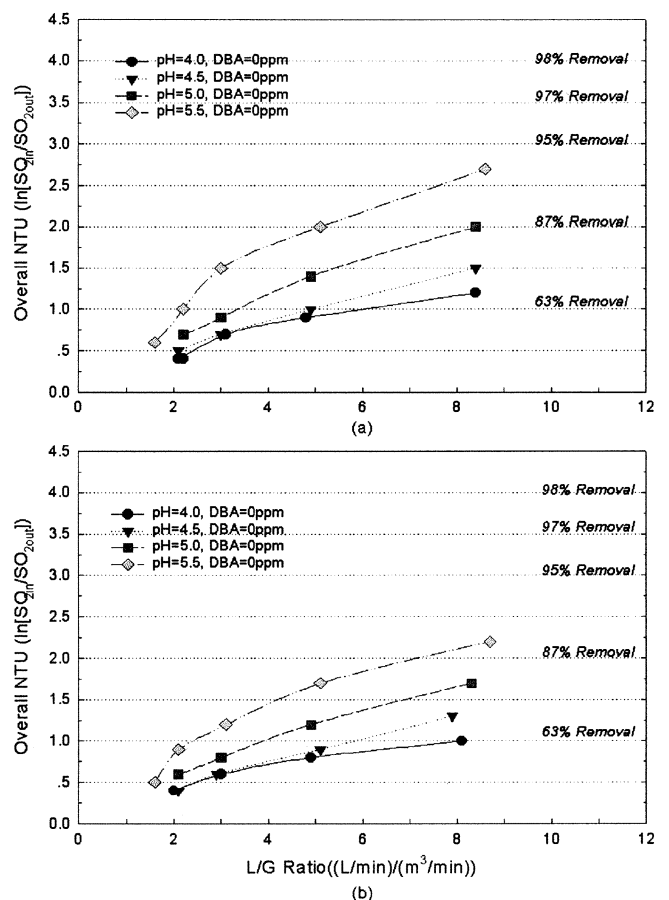 4.5
4.0
3.5
3.0
2.5
2.0
1.5
1.0
.5
0.0
Overall NTU (ln[SO2in/SO2out])
pH=4.0, DBA=0ppm
pH=4.5, DBA=0ppm
pH=5.0, DBA=0ppm
pH=5.5, DBA=0ppm
98% Removal
97% Removal
95% Removal
87% Removal
63% Removal
0 2 4 6 8 10 12
(a)
4.5
4.0
3.5
3.0
2.5
2.0
1.5
1.0
.5
0.0
Overall NTU (ln[SO2in/SO2out])
pH=4.0, DBA=0ppm
pH=4.5, DBA=0ppm
pH=5.0, DBA=0ppm
pH=5.5, DBA=0ppm
98% Removal
97% Removal
95% Removal
87% Removal
63% Removal
0 2 4 6 8 10 12
L/G Ratio((L/min)/(m³/min))
(b)